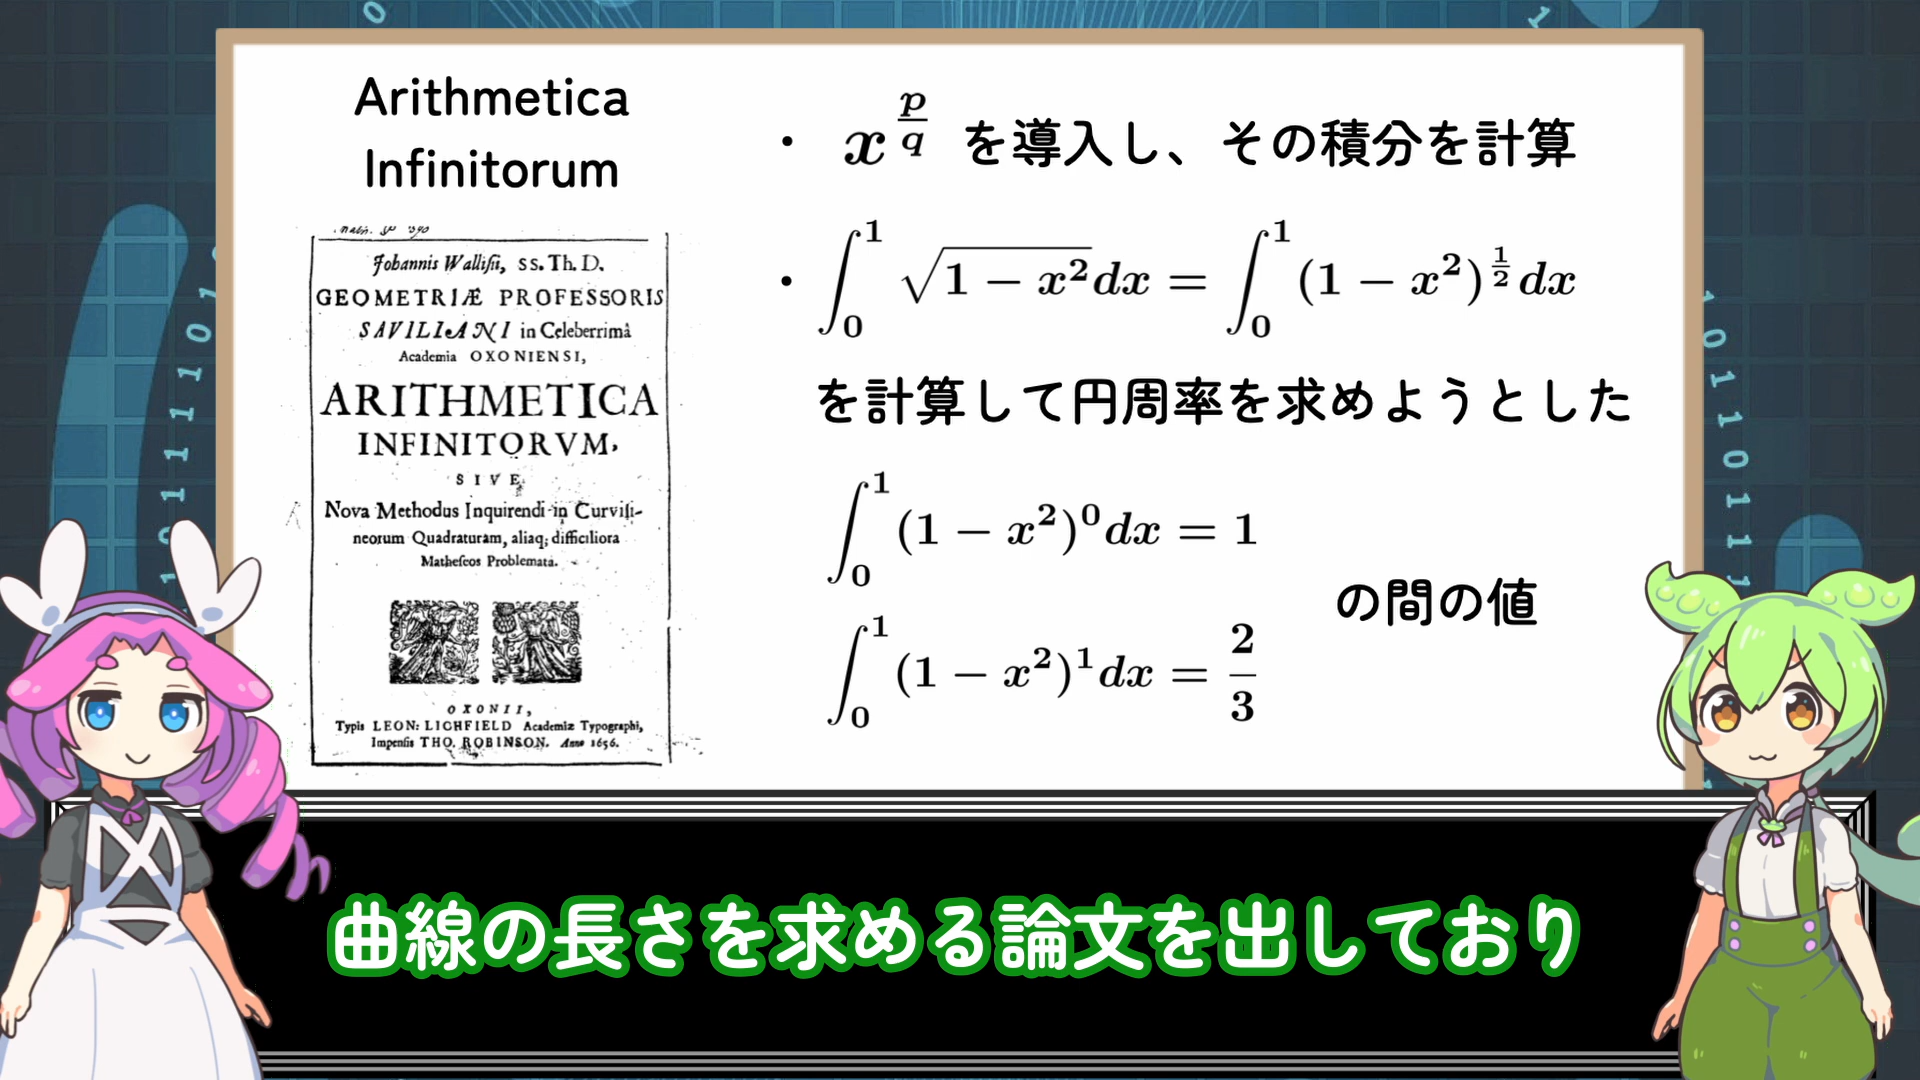 Arithmetica
Infinitorum
Johannis Wallisii, SS. Th. D.
GEOMETRIÆ PROFESSORIS
SAVILIANI in Celeberrimâ
Academia OXONIENSI,
ARITHMETICA
INFINITORVM,
SIVE
Nova Methodus Inquirendi in Curvili-
neorum Quadraturam, aliaq; difficiliora
Matheseos Problemata.
OXONII,
Typis LEON: LICHFIELD Academiæ Typographi,
Impensis THO. ROBINSON. Anno 1656.
・ x^{p/q} を導入し、その積分を計算
・ ∫₀¹ √(1 − x²)dx = ∫₀¹ (1 − x²)^{1/2} dx
を計算して円周率を求めようとした
∫₀¹ (1 − x²)⁰dx = 1
の間の値
∫₀¹ (1 − x²)¹dx = 2/3
曲線の長さを求める論文を出しており